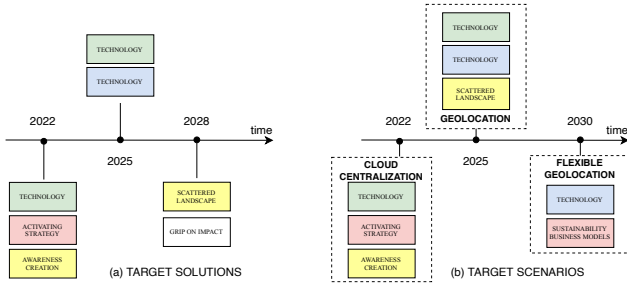 TECHNOLOGY
TECHNOLOGY
2022
2028
time
2025
TECHNOLOGY
ACTIVATING
STRATEGY
AWARENESS
CREATION
SCATTERED
LANDSCAPE
GRIP ON IMPACT
(a) TARGET SOLUTIONS
TECHNOLOGY
TECHNOLOGY
SCATTERED
LANDSCAPE
GEOLOCATION
2022
2030
time
2025
CLOUD
CENTRALIZATION
TECHNOLOGY
ACTIVATING
STRATEGY
AWARENESS
CREATION
FLEXIBLE
GEOLOCATION
TECHNOLOGY
SUSTAINABILITY
BUSINESS MODELS
(b) TARGET SCENARIOS